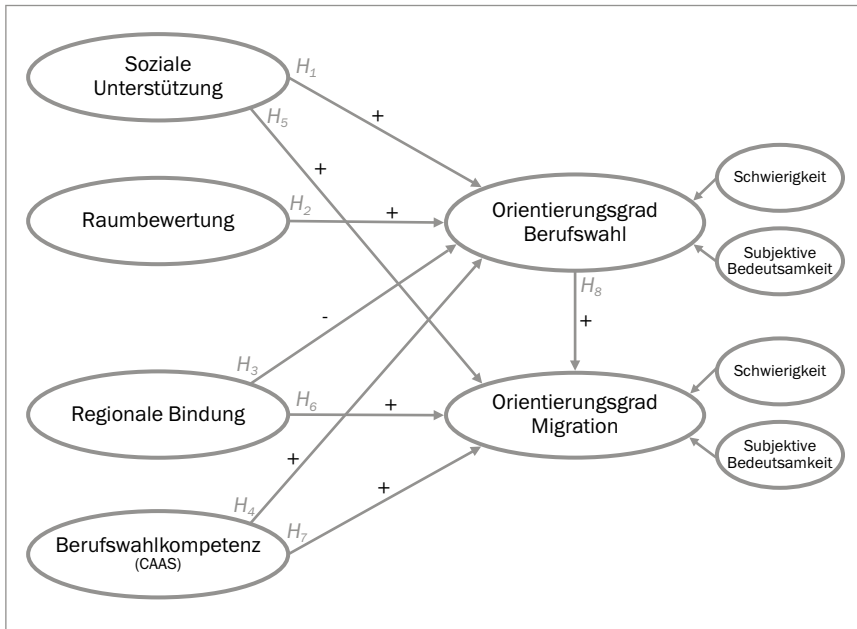 Soziale
Unterstützung
H1
+
H5
+
Schwierigkeit
Raumbewertung
H2
+
Orientierungsgrad
Berufswahl
Subjektive
Bedeutsamkeit
H8
+
-
H3
Schwierigkeit
Regionale Bindung
H6
+
Orientierungsgrad
Migration
Subjektive
Bedeutsamkeit
+
+
H4
H7
Berufswahlkompetenz
(CAAS)